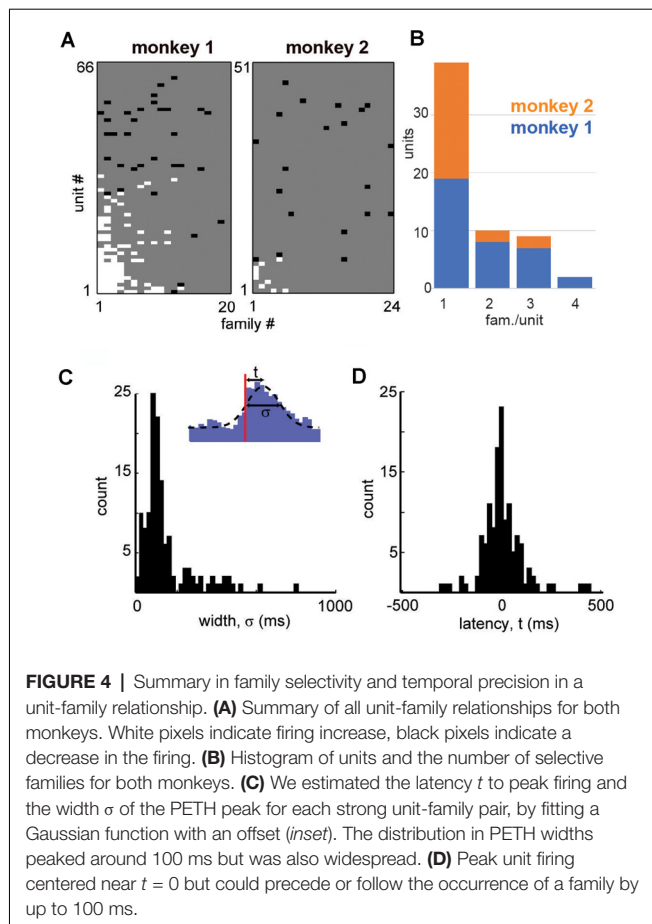 A
monkey 1
monkey 2
B
66
51
unit #
1
1
20
1
24
family #
monkey 2
monkey 1
units
30
20
10
0
1
2
3
4
fam./unit
C
t
σ
25
15
5
count
0
1000
width, σ (ms)
D
25
15
5
count
-500
0
500
latency, t (ms)
FIGURE 4 | Summary in family selectivity and temporal precision in a
unit-family relationship. (A) Summary of all unit-family relationships for both
monkeys. White pixels indicate firing increase, black pixels indicate a
decrease in the firing. (B) Histogram of units and the number of selective
families for both monkeys. (C) We estimated the latency t to peak firing and
the width σ of the PETH peak for each strong unit-family pair, by fitting a
Gaussian function with an offset (inset). The distribution in PETH widths
peaked around 100 ms but was also widespread. (D) Peak unit firing
centered near t = 0 but could precede or follow the occurrence of a family by
up to 100 ms.